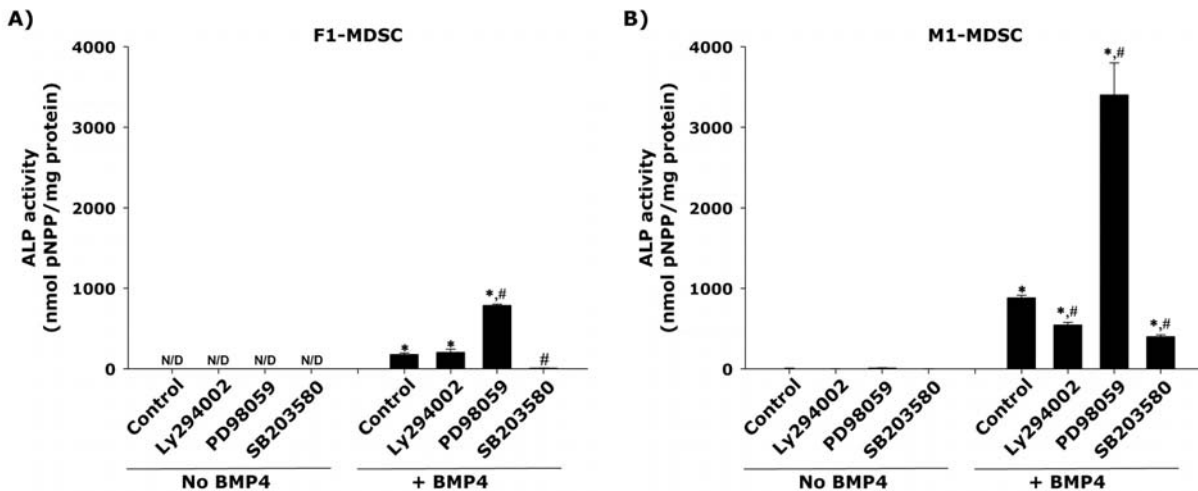 A)
F1-MDSC
ALP activity
(nmol pNPP/mg protein)
4000
3000
2000
1000
0
N/D N/D N/D N/D
* * *,# #
Control Ly294002 PD98059 SB203580 Control Ly294002 PD98059 SB203580
No BMP4 + BMP4
B)
M1-MDSC
ALP activity
(nmol pNPP/mg protein)
4000
3000
2000
1000
0
* *,# *,# *,#
Control Ly294002 PD98059 SB203580 Control Ly294002 PD98059 SB203580
No BMP4 + BMP4